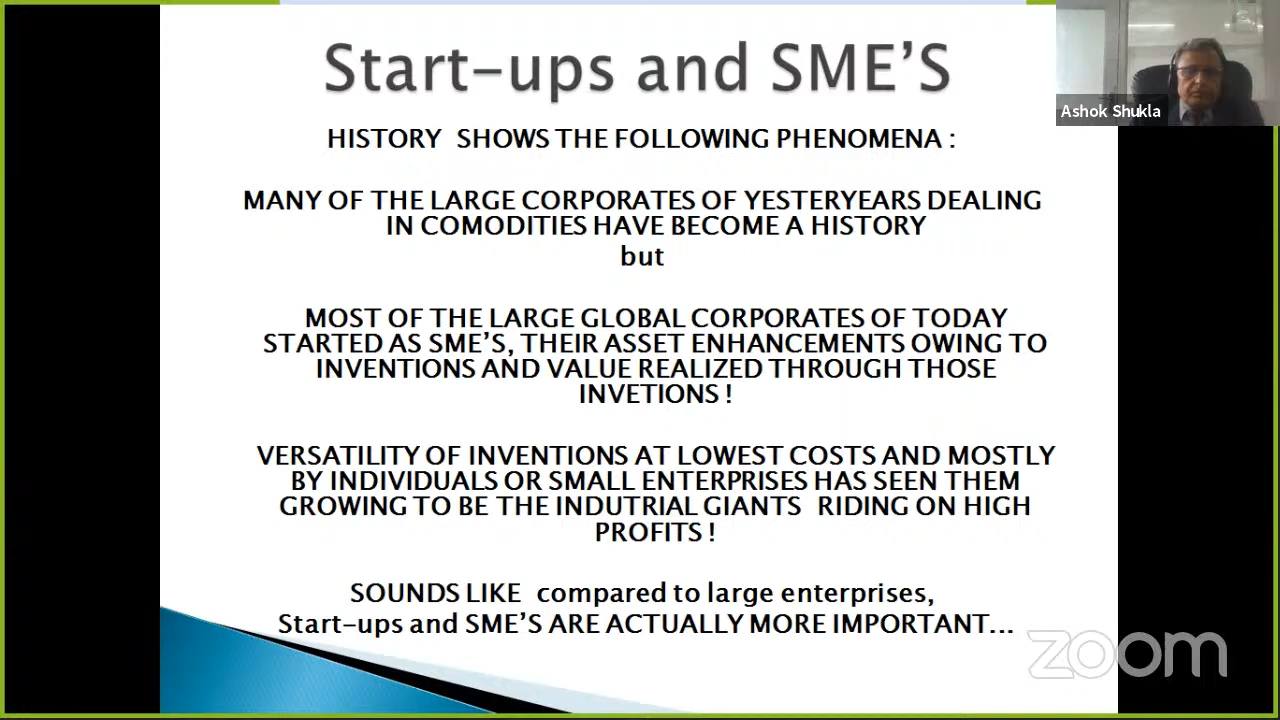 Start-ups and SME'S
Ashok Shukla
HISTORY SHOWS THE FOLLOWING PHENOMENA :
MANY OF THE LARGE CORPORATES OF YESTERYEARS DEALING
IN COMODITIES HAVE BECOME A HISTORY
but
MOST OF THE LARGE GLOBAL CORPORATES OF TODAY
STARTED AS SME'S, THEIR ASSET ENHANCEMENTS OWING TO
INVENTIONS AND VALUE REALIZED THROUGH THOSE
INVETIONS !
VERSATILITY OF INVENTIONS AT LOWEST COSTS AND MOSTLY
BY INDIVIDUALS OR SMALL ENTERPRISES HAS SEEN THEM
GROWING TO BE THE INDUTRIAL GIANTS RIDING ON HIGH
PROFITS !
SOUNDS LIKE compared to large enterprises,
Start-ups and SME'S ARE ACTUALLY MORE IMPORTANT...
zoom